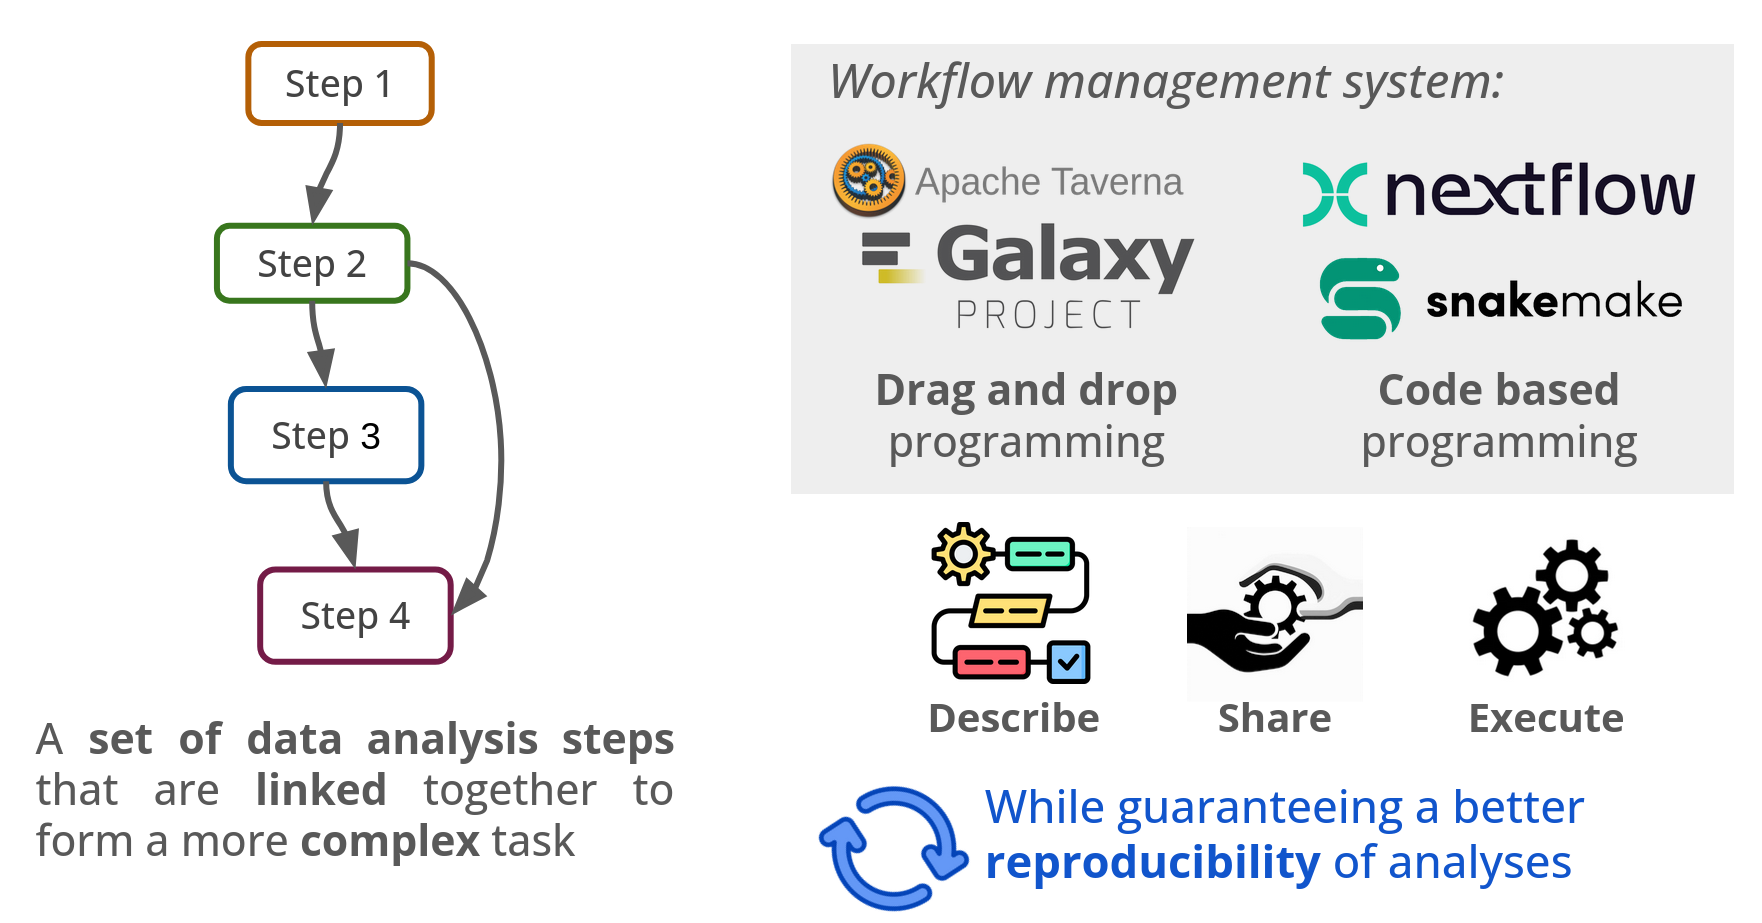 Step 1
Step 2
Step 3
Step 4
A set of data analysis steps
that are linked together to
form a more complex task
Workflow management system:
Apache Taverna
Galaxy
PROJECT
Drag and drop
programming
nextflow
snakemake
Code based
programming
Describe
Share
Execute
While guaranteeing a better
reproducibility of analyses